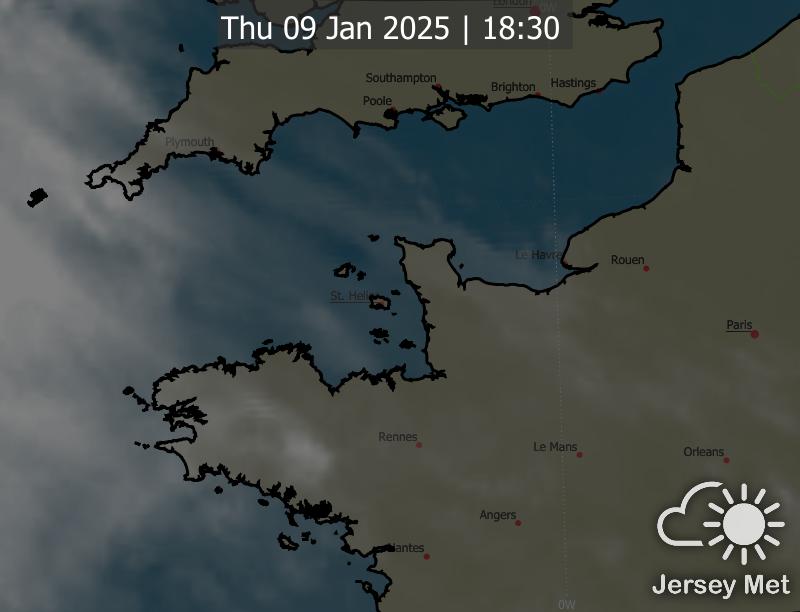 London
0W
Thu 09 Jan 2025 | 18:30
Southampton
Brighton
Hastings
Poole
Plymouth
Le Havre
Rouen
St. Helier
Paris
Rennes
Le Mans
Orleans
Angers
Nantes
Jersey Met
0W